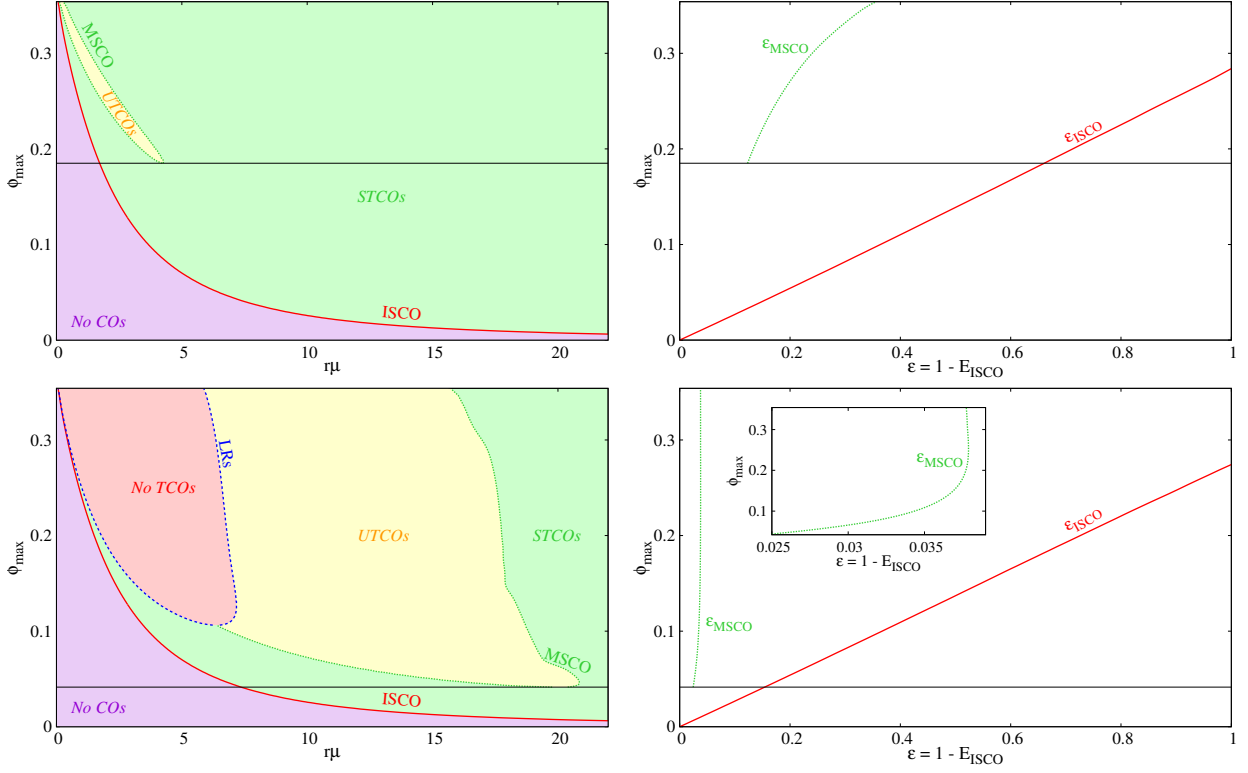 ϕmax
0.3
0.2
0.1
0
MSCO
UTCOs
STCOs
ISCO
No COs
0 5 10 15 20
rμ
ϕmax
0.3
0.2
0.1
0
εMSCO
εISCO
0 0.2 0.4 0.6 0.8 1
ε = 1 - EISCO
ϕmax
0.3
0.2
0.1
0
LRs
No TCOs
UTCOs
STCOs
MSCO
ISCO
No COs
0 5 10 15 20
rμ
ϕmax
0.3
0.2
0.1
0
ϕmax
0.3
0.2
0.1
εMSCO
0.025 0.03 0.035
ε = 1 - EISCO
εISCO
εMSCO
0 0.2 0.4 0.6 0.8 1
ε = 1 - EISCO